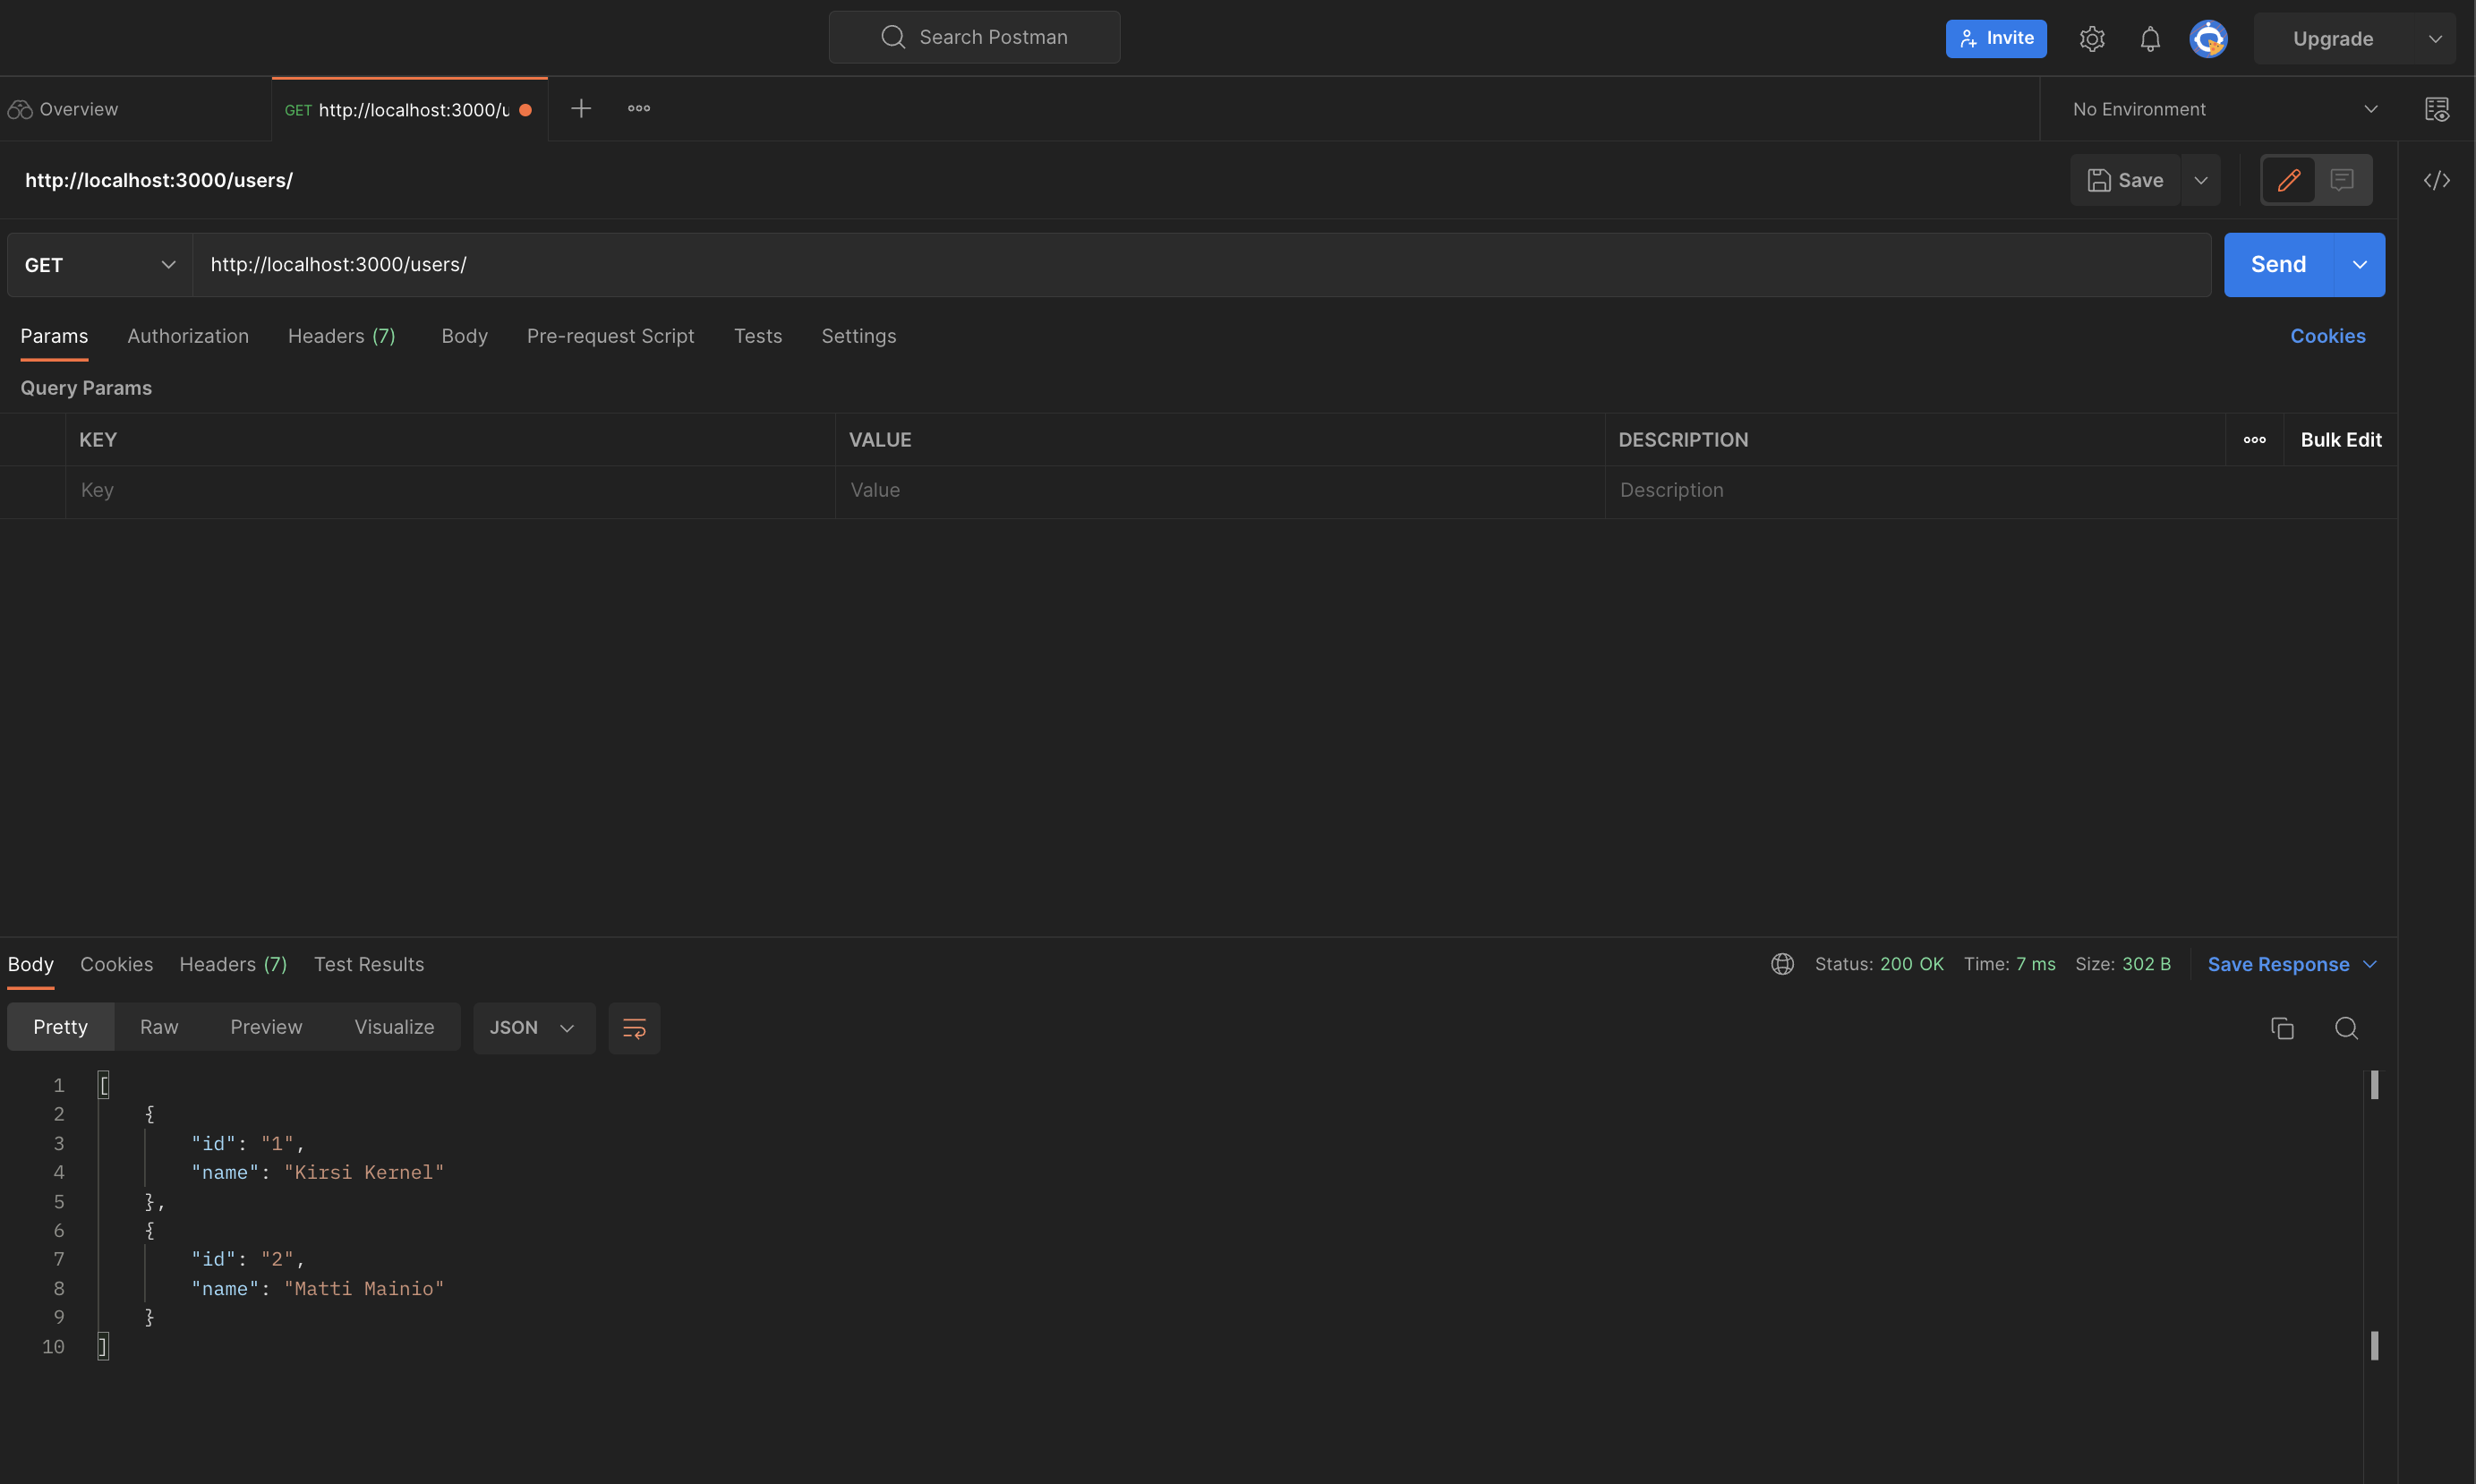 Search Postman
Invite
Upgrade
Overview
GET http://localhost:3000/u
No Environment
http://localhost:3000/users/
Save
GET
http://localhost:3000/users/
Send
Params Authorization Headers (7) Body Pre-request Script Tests Settings Cookies
Query Params
KEY VALUE DESCRIPTION Bulk Edit
Key Value Description
Body Cookies Headers (7) Test Results Status: 200 OK Time: 7 ms Size: 302 B Save Response
Pretty Raw Preview Visualize JSON
1 [
2 {
3 "id": "1",
4 "name": "Kirsi Kernel"
5 },
6 {
7 "id": "2",
8 "name": "Matti Mainio"
9 }
10 ]